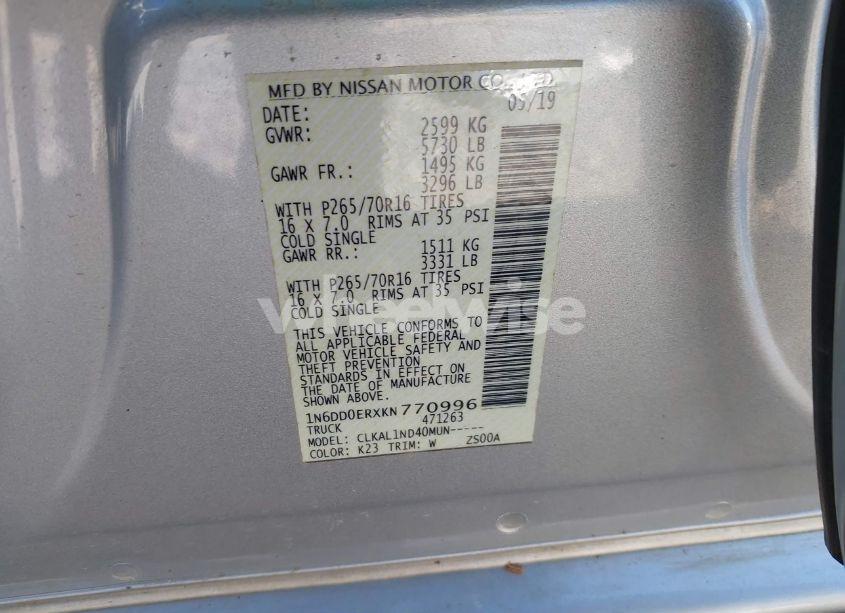 MFD BY NISSAN MOTOR CO., LTD.
DATE: 05/19
GVWR: 2599 KG
5730 LB
GAWR FR.: 1495 KG
3296 LB
WITH P265/70R16 TIRES
16 X 7.0 RIMS AT 35 PSI
COLD SINGLE
GAWR RR.: 1511 KG
3331 LB
WITH P265/70R16 TIRES
16 X 7.0 RIMS AT 35 PSI
COLD SINGLE
wheelwise
THIS VEHICLE CONFORMS TO
ALL APPLICABLE FEDERAL
MOTOR VEHICLE SAFETY AND
THEFT PREVENTION
STANDARDS IN EFFECT ON
THE DATE OF MANUFACTURE
SHOWN ABOVE.
1N6DD0ERXKN770996
TRUCK 471263
MODEL: CLKAL1ND40MUN-----
COLOR: K23 TRIM: W ZS00A